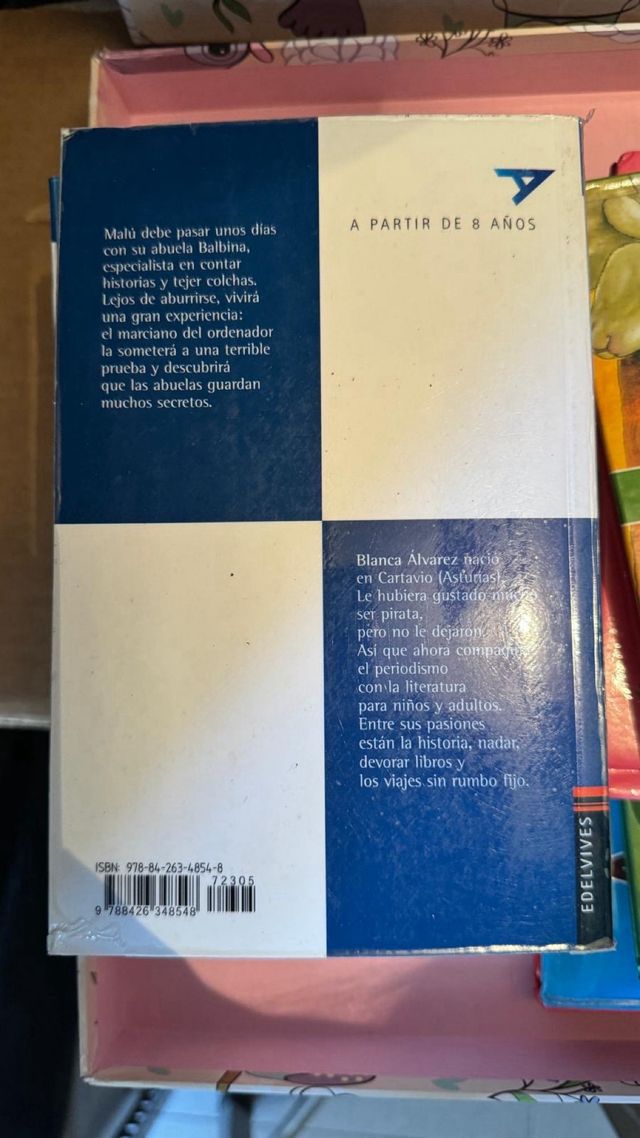 Malú debe pasar unos días
con su abuela Balbina,
especialista en contar
historias y tejer colchas.
Lejos de aburrirse, vivirá
una gran experiencia:
el marciano del ordenador
la someterá a una terrible
prueba y descubrirá
que las abuelas guardan
muchos secretos.
A PARTIR DE 8 AÑOS
Blanca Álvarez nació
en Cartavio (Asturias).
Le hubiera gustado mucho
ser pirata,
pero no le dejaron.
Así que ahora compagina
el periodismo
con la literatura
para niños y adultos.
Entre sus pasiones
están la historia, nadar,
devorar libros y
los viajes sin rumbo fijo.
ISBN: 978-84-263-4854-8
72305
9 788426 348548
EDELVIVES